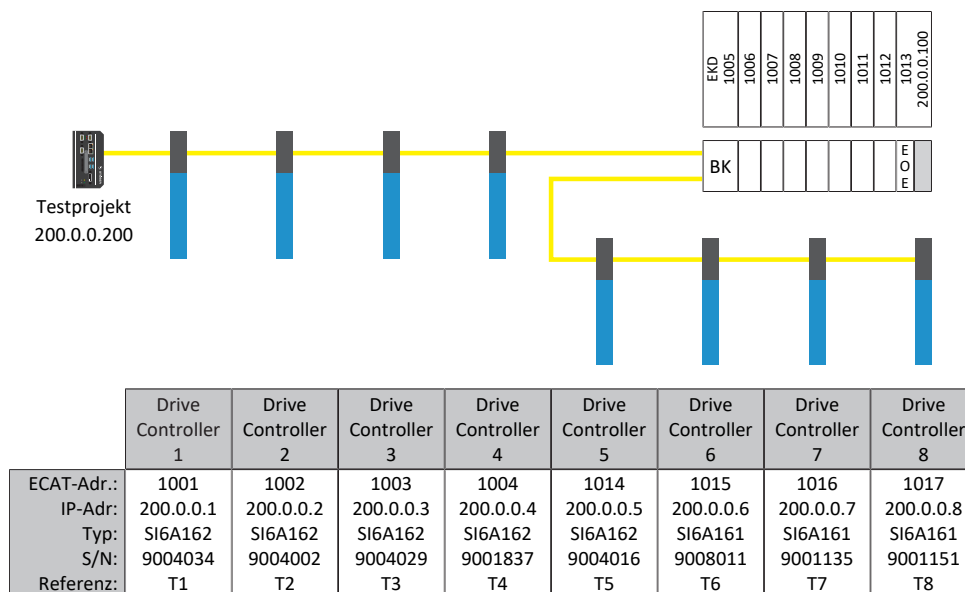 EKD
1005
1006
1007
1008
1009
1010
1011
1012
1013
200.0.0.100
BK
E
O
E
Testprojekt
200.0.0.200
Drive Controller 1 Drive Controller 2 Drive Controller 3 Drive Controller 4 Drive Controller 5 Drive Controller 6 Drive Controller 7 Drive Controller 8
ECAT-Adr.: 1001 1002 1003 1004 1014 1015 1016 1017
IP-Adr: 200.0.0.1 200.0.0.2 200.0.0.3 200.0.0.4 200.0.0.5 200.0.0.6 200.0.0.7 200.0.0.8
Typ: SI6A162 SI6A162 SI6A162 SI6A162 SI6A162 SI6A161 SI6A161 SI6A161
S/N: 9004034 9004002 9004029 9001837 9004016 9008011 9001135 9001151
Referenz: T1 T2 T3 T4 T5 T6 T7 T8